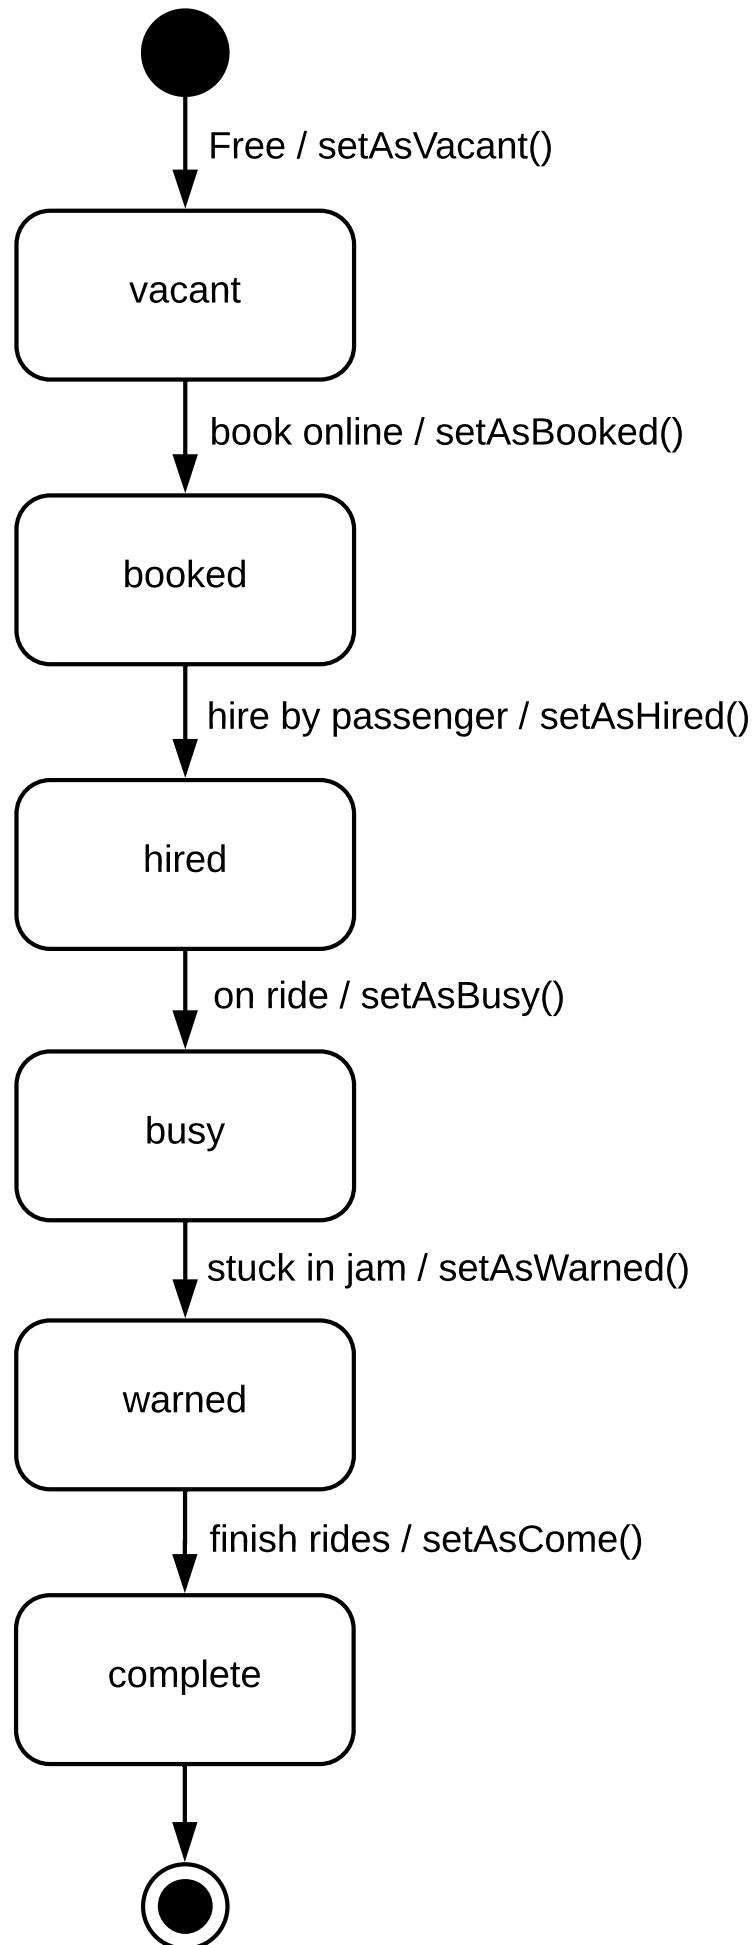 Free / setAsVacant()
vacant
book online / setAsBooked()
booked
hire by passenger / setAsHired()
hired
on ride / setAsBusy()
busy
stuck in jam / setAsWarned()
warned
finish rides / setAsCome()
complete